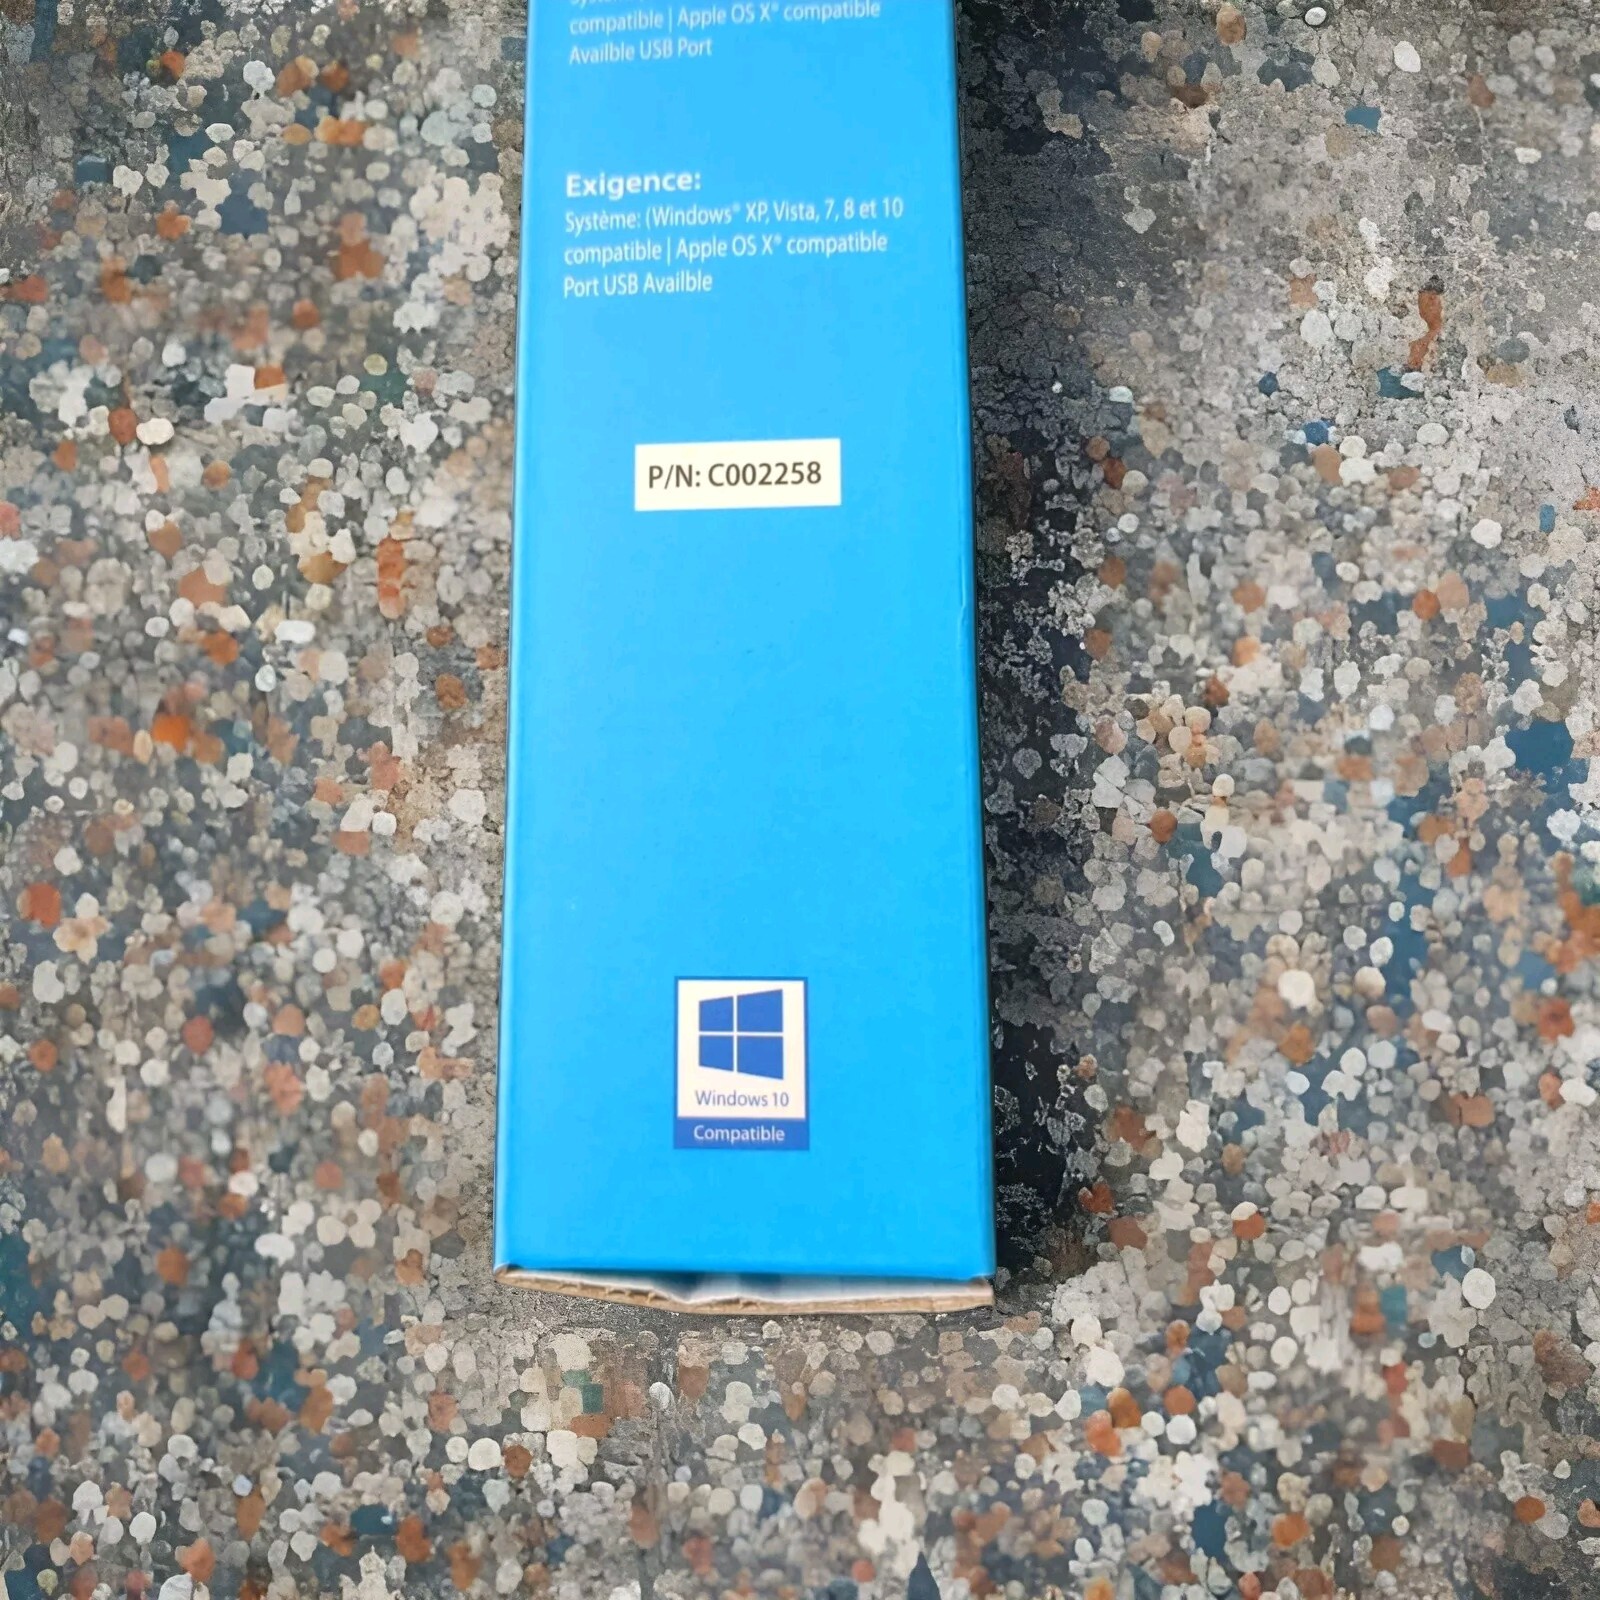 compatible | Apple OS X® compatible
Availble USB Port
Exigence:
Système: (Windows® XP, Vista, 7, 8 et 10
compatible | Apple OS X® compatible
Port USB Availble
P/N: C002258
Windows 10
Compatible